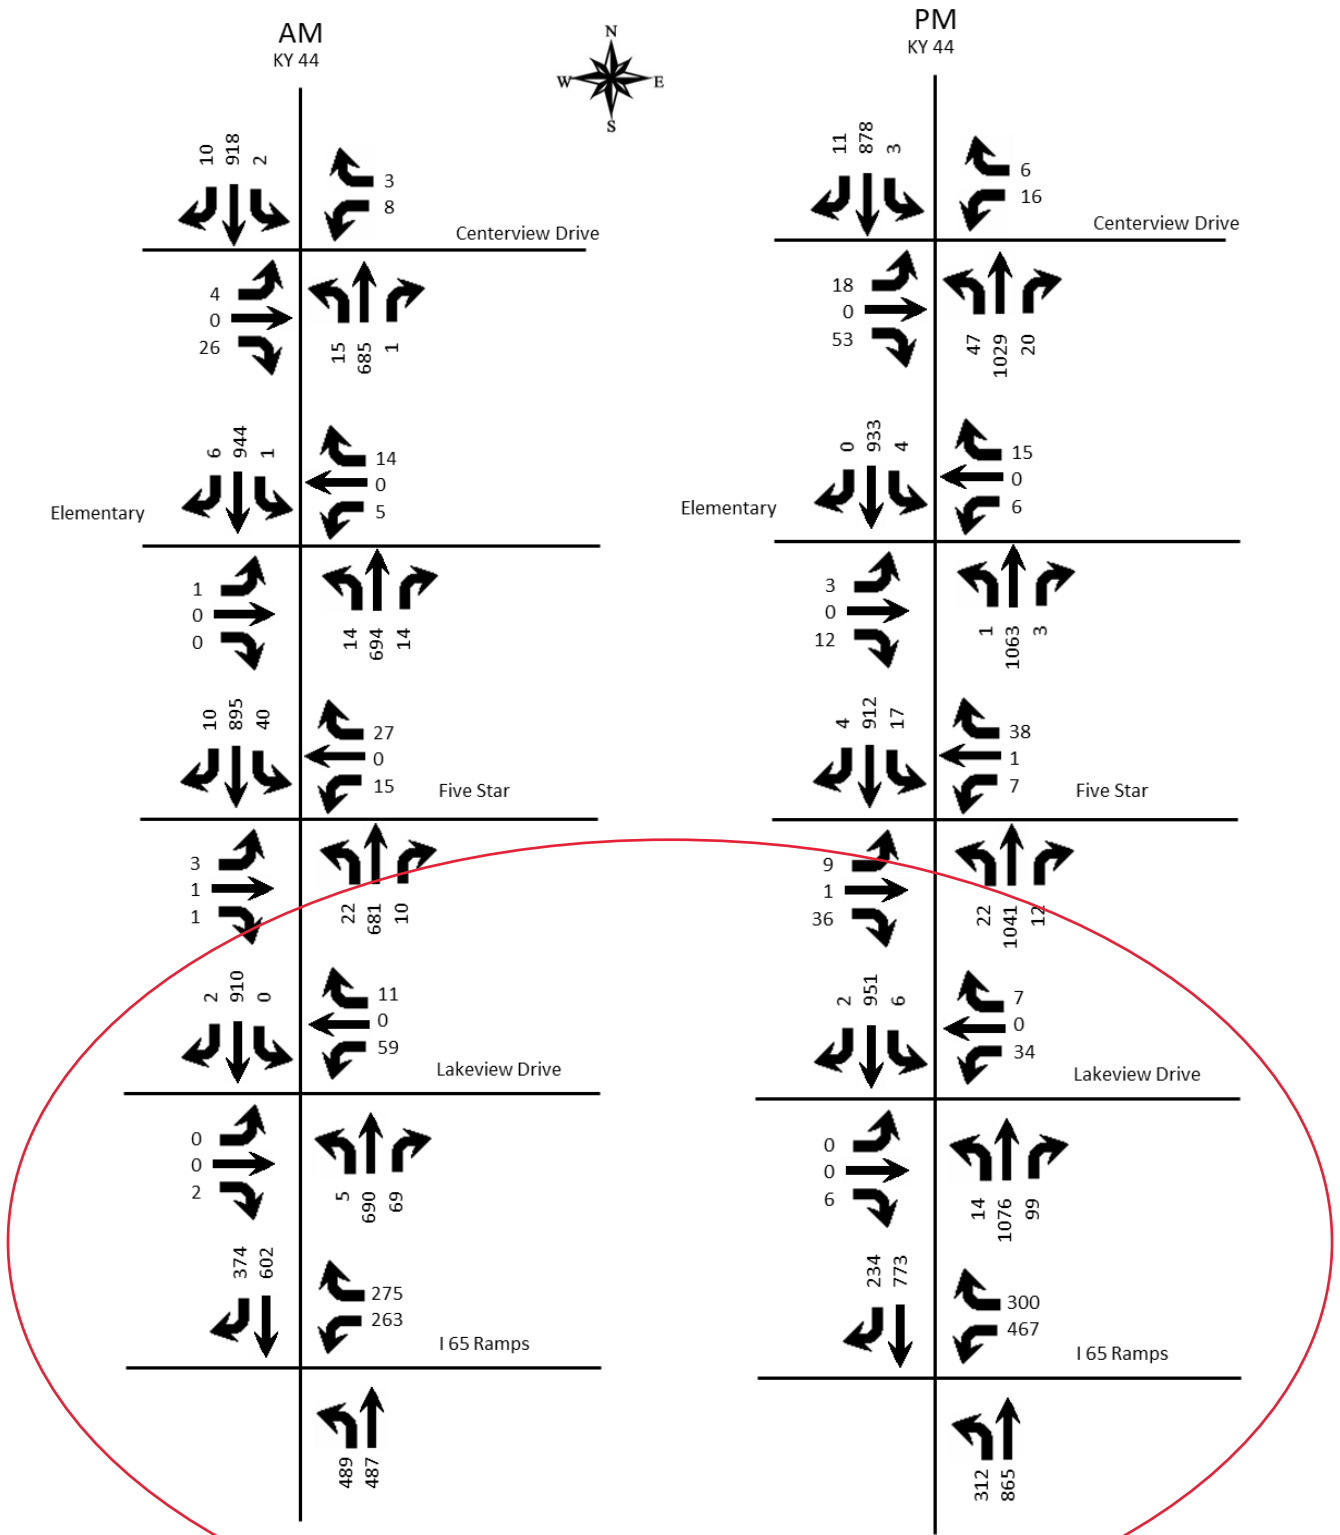 AM
KY 44
N
W E
S
PM
KY 44
10 918 2
3
8
Centerview Drive
4
0
26
15 685 1
6 944 1
14
0
5
Elementary
1
0
0
14 694 14
10 895 40
27
0
15
Five Star
3
1
1
22 681 10
2 910 0
11
0
59
Lakeview Drive
0
0
2
5 690 69
374 602
275
263
I 65 Ramps
489 487
11 878 3
6
16
Centerview Drive
18
0
53
47 1029 20
0 933 4
15
0
6
Elementary
3
0
12
1 1063 3
4 912 17
38
1
7
Five Star
9
1
36
22 1041 12
2 951 6
7
0
34
Lakeview Drive
0
0
6
14 1076 99
234 773
300
467
I 65 Ramps
312 865